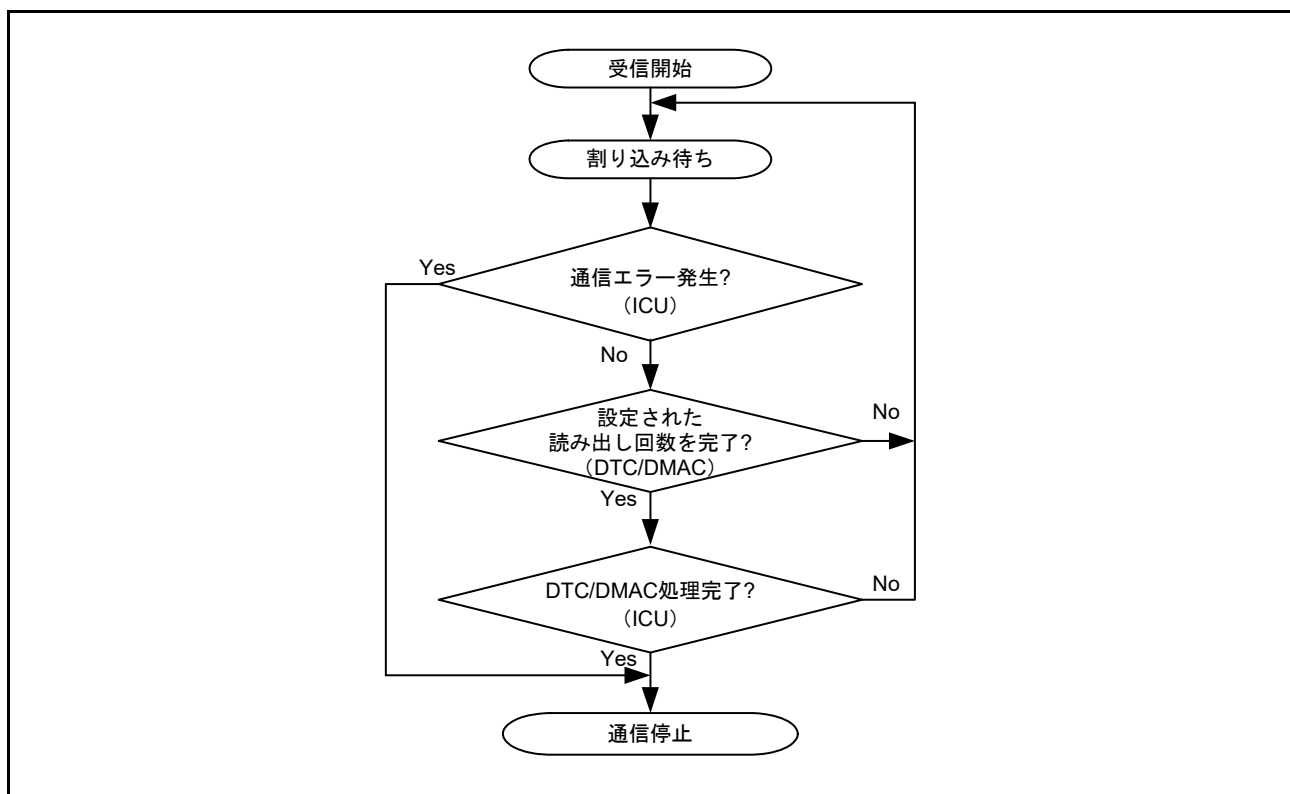 受信開始
割り込み待ち
Yes
通信エラー発生?
（ICU）
No
設定された
読み出し回数を完了?
（DTC/DMAC）
No
Yes
DTC/DMAC処理完了?
（ICU）
No
Yes
通信停止